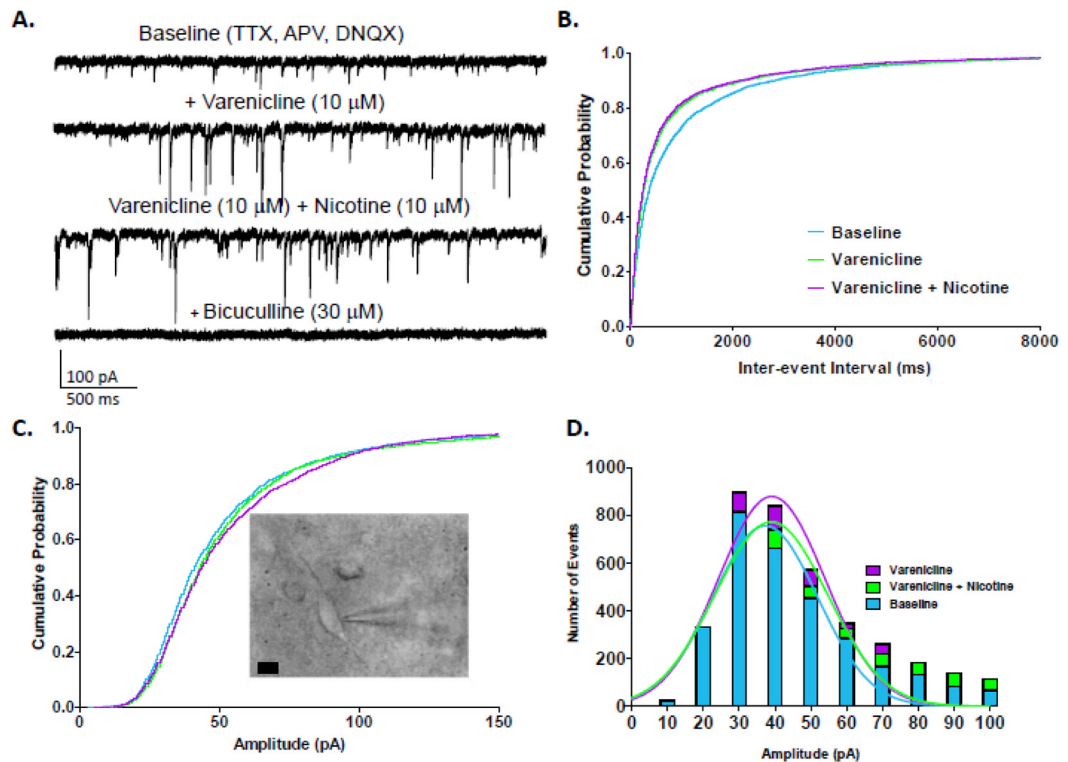 A.
Baseline (TTX, APV, DNQX)
+ Varenicline (10 μM)
Varenicline (10 μM) + Nicotine (10 μM)
+ Bicuculline (30 μM)
100 pA
500 ms
B.
Cumulative Probability
1.0
0.8
0.6
0.4
0.2
0.0
0
2000
4000
6000
8000
Inter-event Interval (ms)
Baseline
Varenicline
Varenicline + Nicotine
C.
Cumulative Probability
1.0
0.8
0.6
0.4
0.2
0.0
0
50
100
150
Amplitude (pA)
D.
Number of Events
1000
800
600
400
200
0
0
10
20
30
40
50
60
70
80
90
100
Amplitude (pA)
Varenicline
Varenicline + Nicotine
Baseline